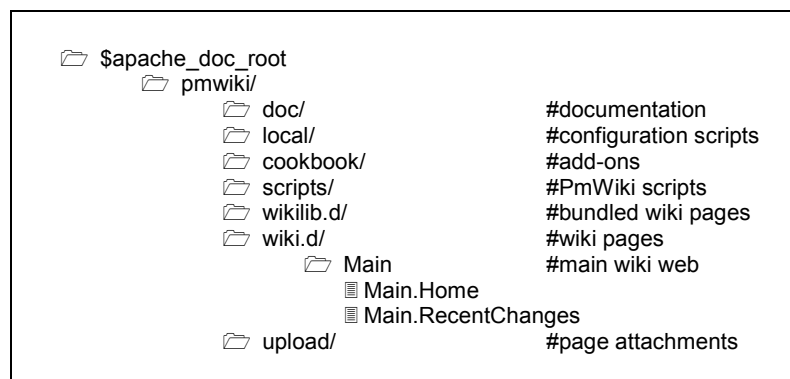 $apache_doc_root
pmwiki/
doc/ #documentation
local/ #configuration scripts
cookbook/ #add-ons
scripts/ #PmWiki scripts
wikilib.d/ #bundled wiki pages
wiki.d/ #wiki pages
Main #main wiki web
Main.Home
Main.RecentChanges
upload/ #page attachments